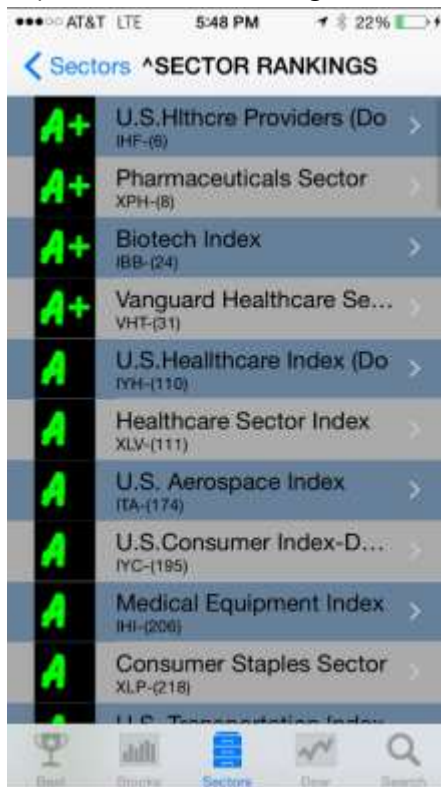 AT&T LTE 5:48 PM 22%
Sectors ^SECTOR RANKINGS
A+ U.S.Hlthcre Providers (Do
IHF-(6)
A+ Pharmaceuticals Sector
XPH-(8)
A+ Biotech Index
IBB-(24)
A+ Vanguard Healthcare Se...
VHT-(31)
A U.S.Heallthcare Index (Do
IYH-(110)
A Healthcare Sector Index
XLV-(111)
A U.S. Aerospace Index
ITA-(174)
A U.S.Consumer Index-D...
IYC-(195)
A Medical Equipment Index
IHI-(206)
A Consumer Staples Sector
XLP-(218)
U.S. Transportation Index
Best Stocks Sectors Dow Search